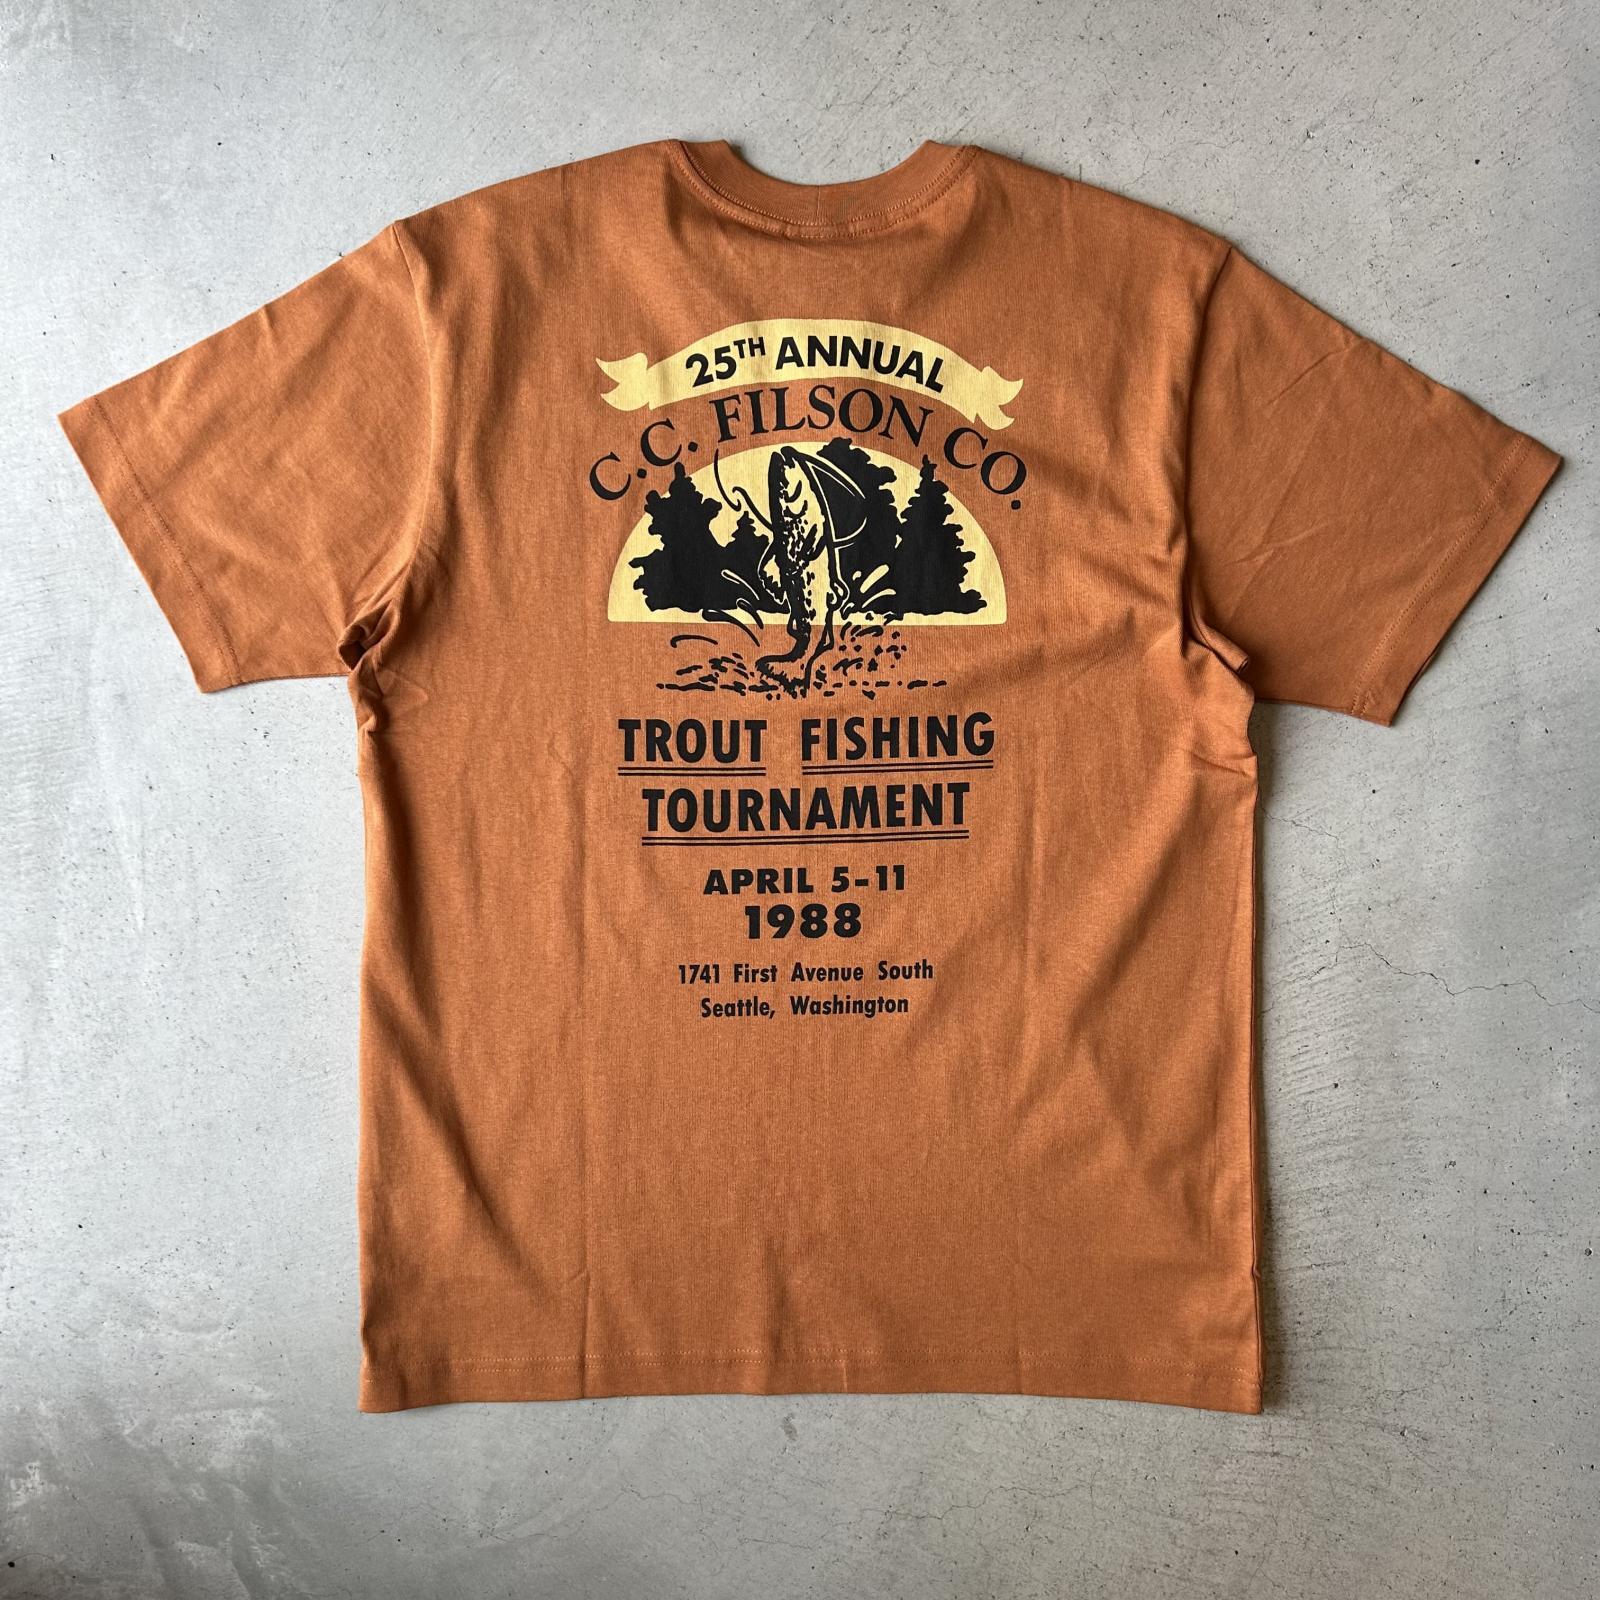 25TH ANNUAL
C.C. FILSON CO.
TROUT FISHING
TOURNAMENT
APRIL 5-11
1988
1741 First Avenue South
Seattle, Washington